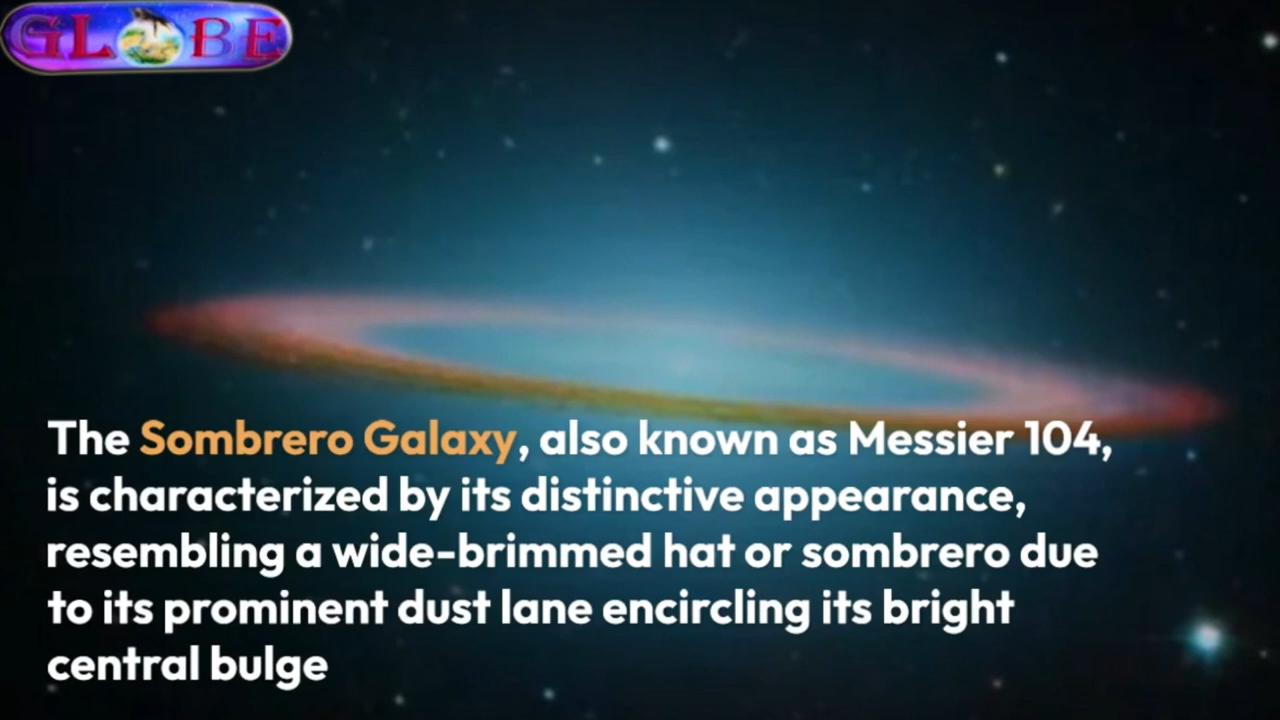 GLOBE
The Sombrero Galaxy, also known as Messier 104,
is characterized by its distinctive appearance,
resembling a wide-brimmed hat or sombrero due
to its prominent dust lane encircling its bright
central bulge